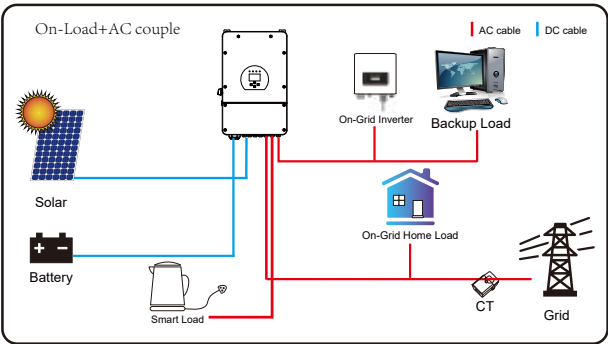 On-Load+AC couple
AC cable
DC cable
On-Grid Inverter
Backup Load
Solar
On-Grid Home Load
Battery
Smart Load
CT
Grid